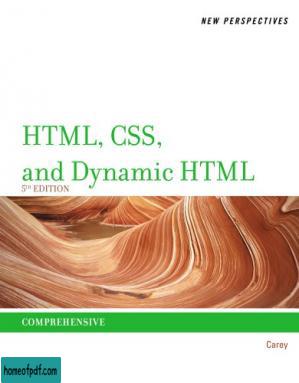 NEW PERSPECTIVES
HTML, CSS,
and Dynamic HTML
5TH EDITION
COMPREHENSIVE
Carey
homeofpdf.com